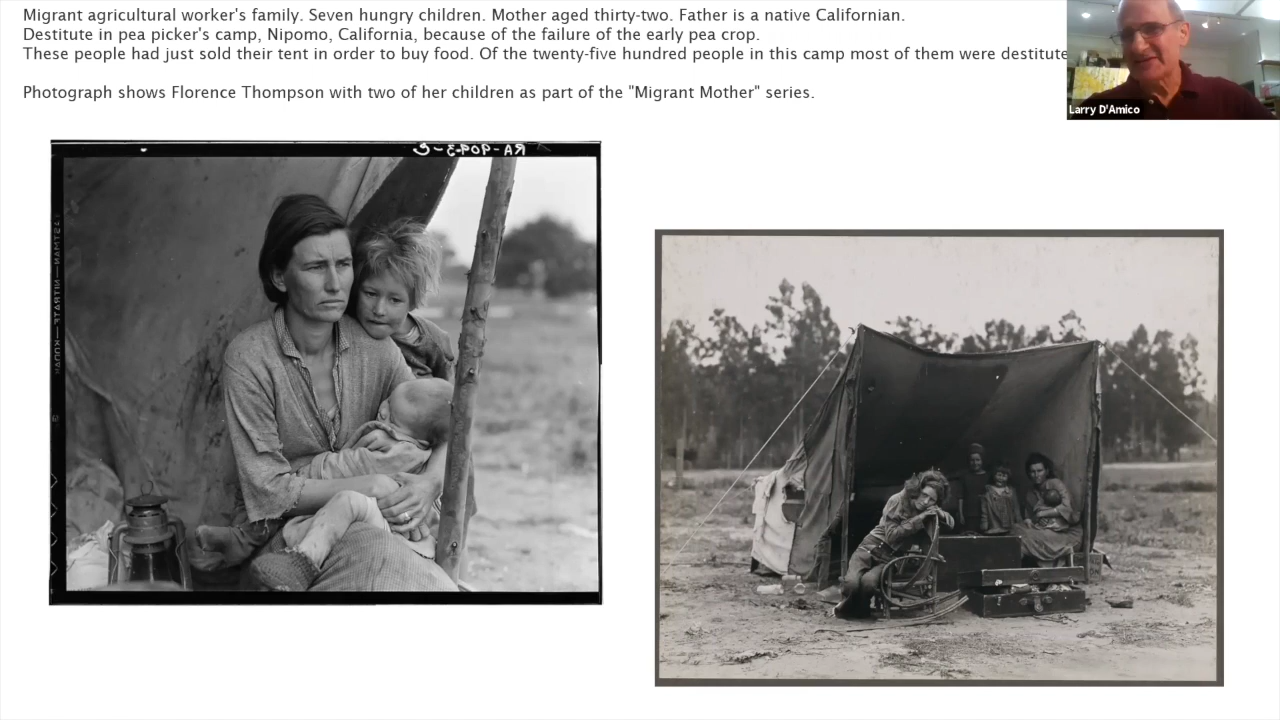 Migrant agricultural worker's family. Seven hungry children. Mother aged thirty-two. Father is a native Californian.
Destitute in pea picker's camp, Nipomo, California, because of the failure of the early pea crop.
These people had just sold their tent in order to buy food. Of the twenty-five hundred people in this camp most of them were destitute
Photograph shows Florence Thompson with two of her children as part of the "Migrant Mother" series.
Larry D'Amico
RA-9093-C